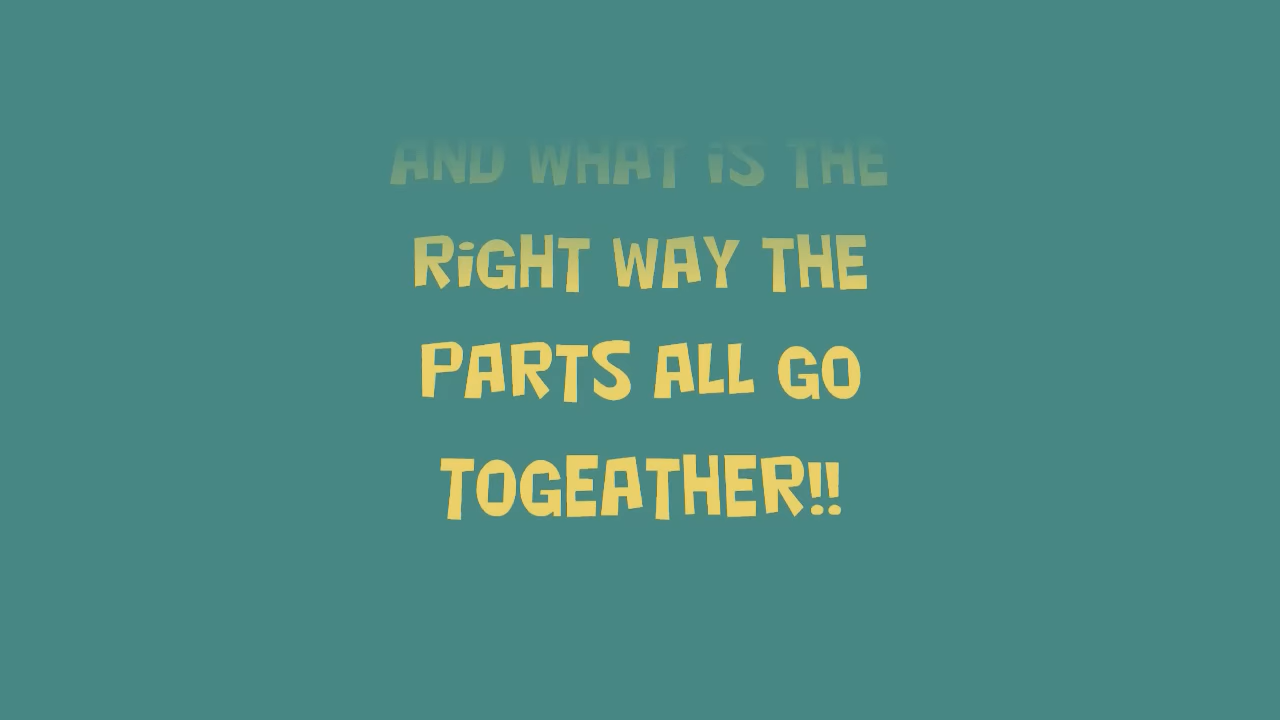 AND WHAT iS THE
RiGHT WAY THE
PARTS ALL GO
TOGEATHER!!